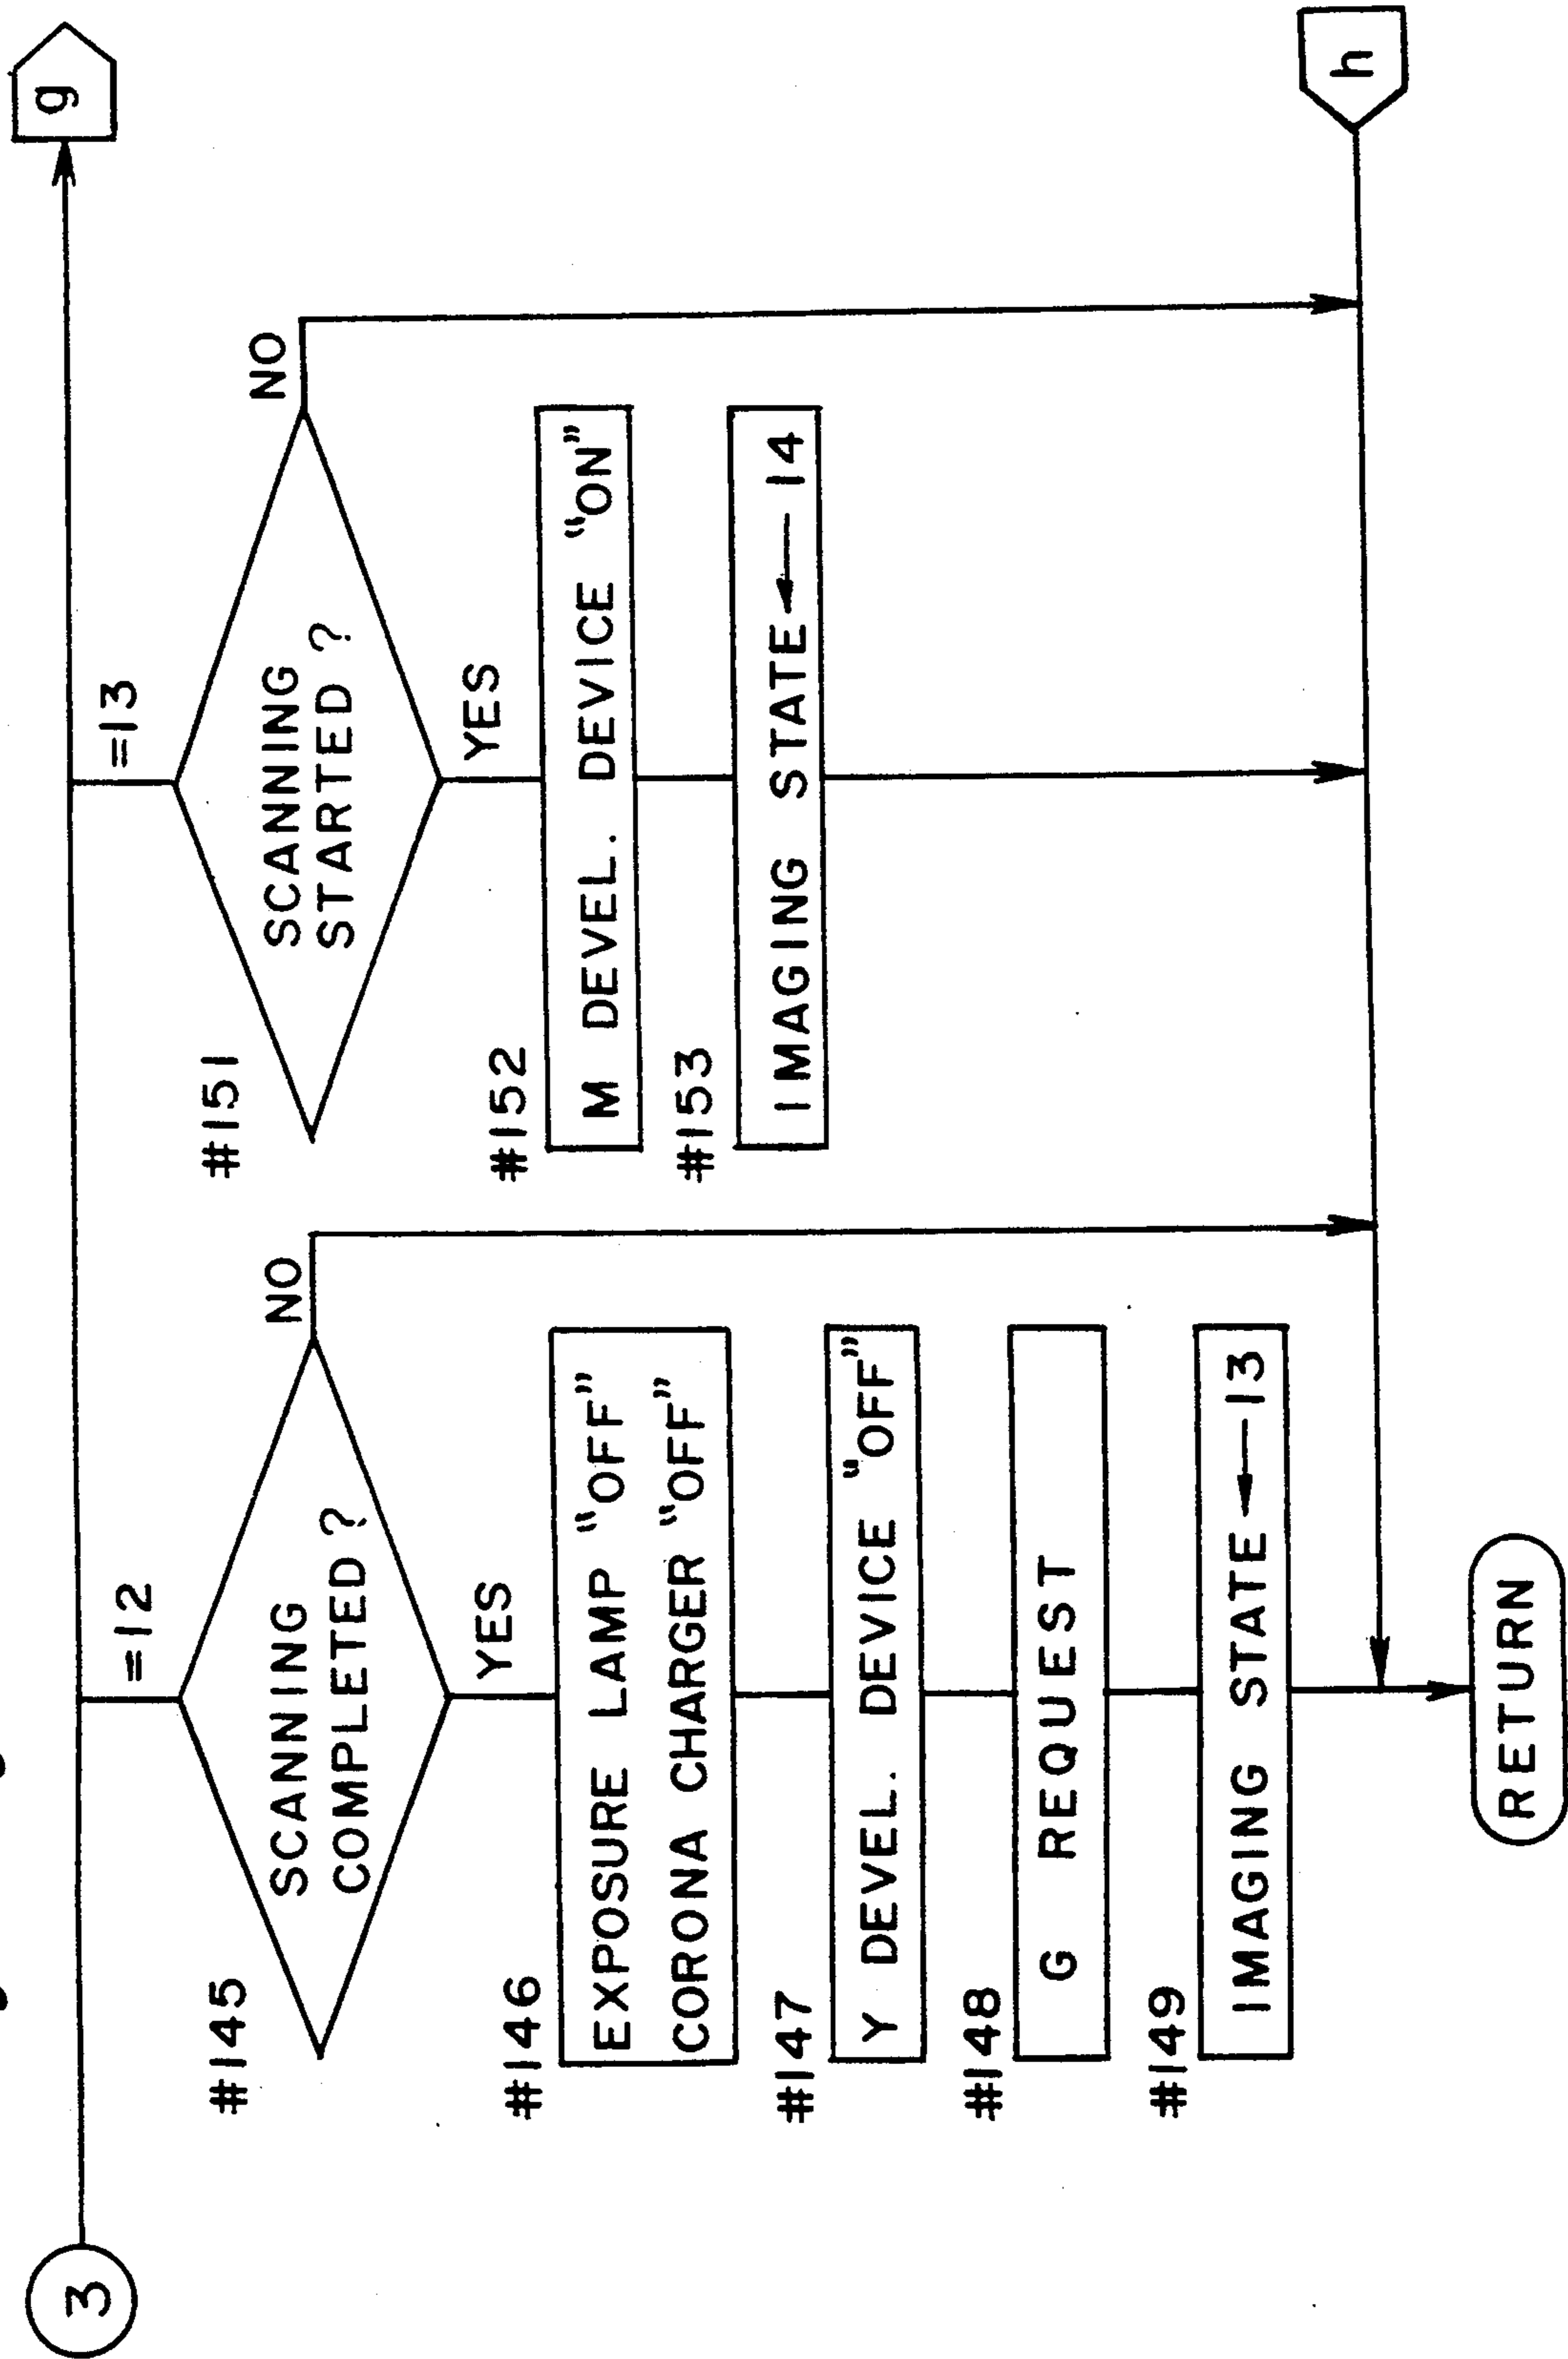 3
g
=12
#145
SCANNING
COMPLETED ?
NO
YES
#146
EXPOSURE LAMP "OFF"
CORONA CHARGER "OFF"
#147
Y DEVEL. DEVICE "OFF"
#148
G REQUEST
#149
IMAGING STATE ← 13
=13
#151
SCANNING
STARTED ?
NO
YES
#152
M DEVEL. DEVICE "ON"
#153
IMAGING STATE ← 14
h
RETURN